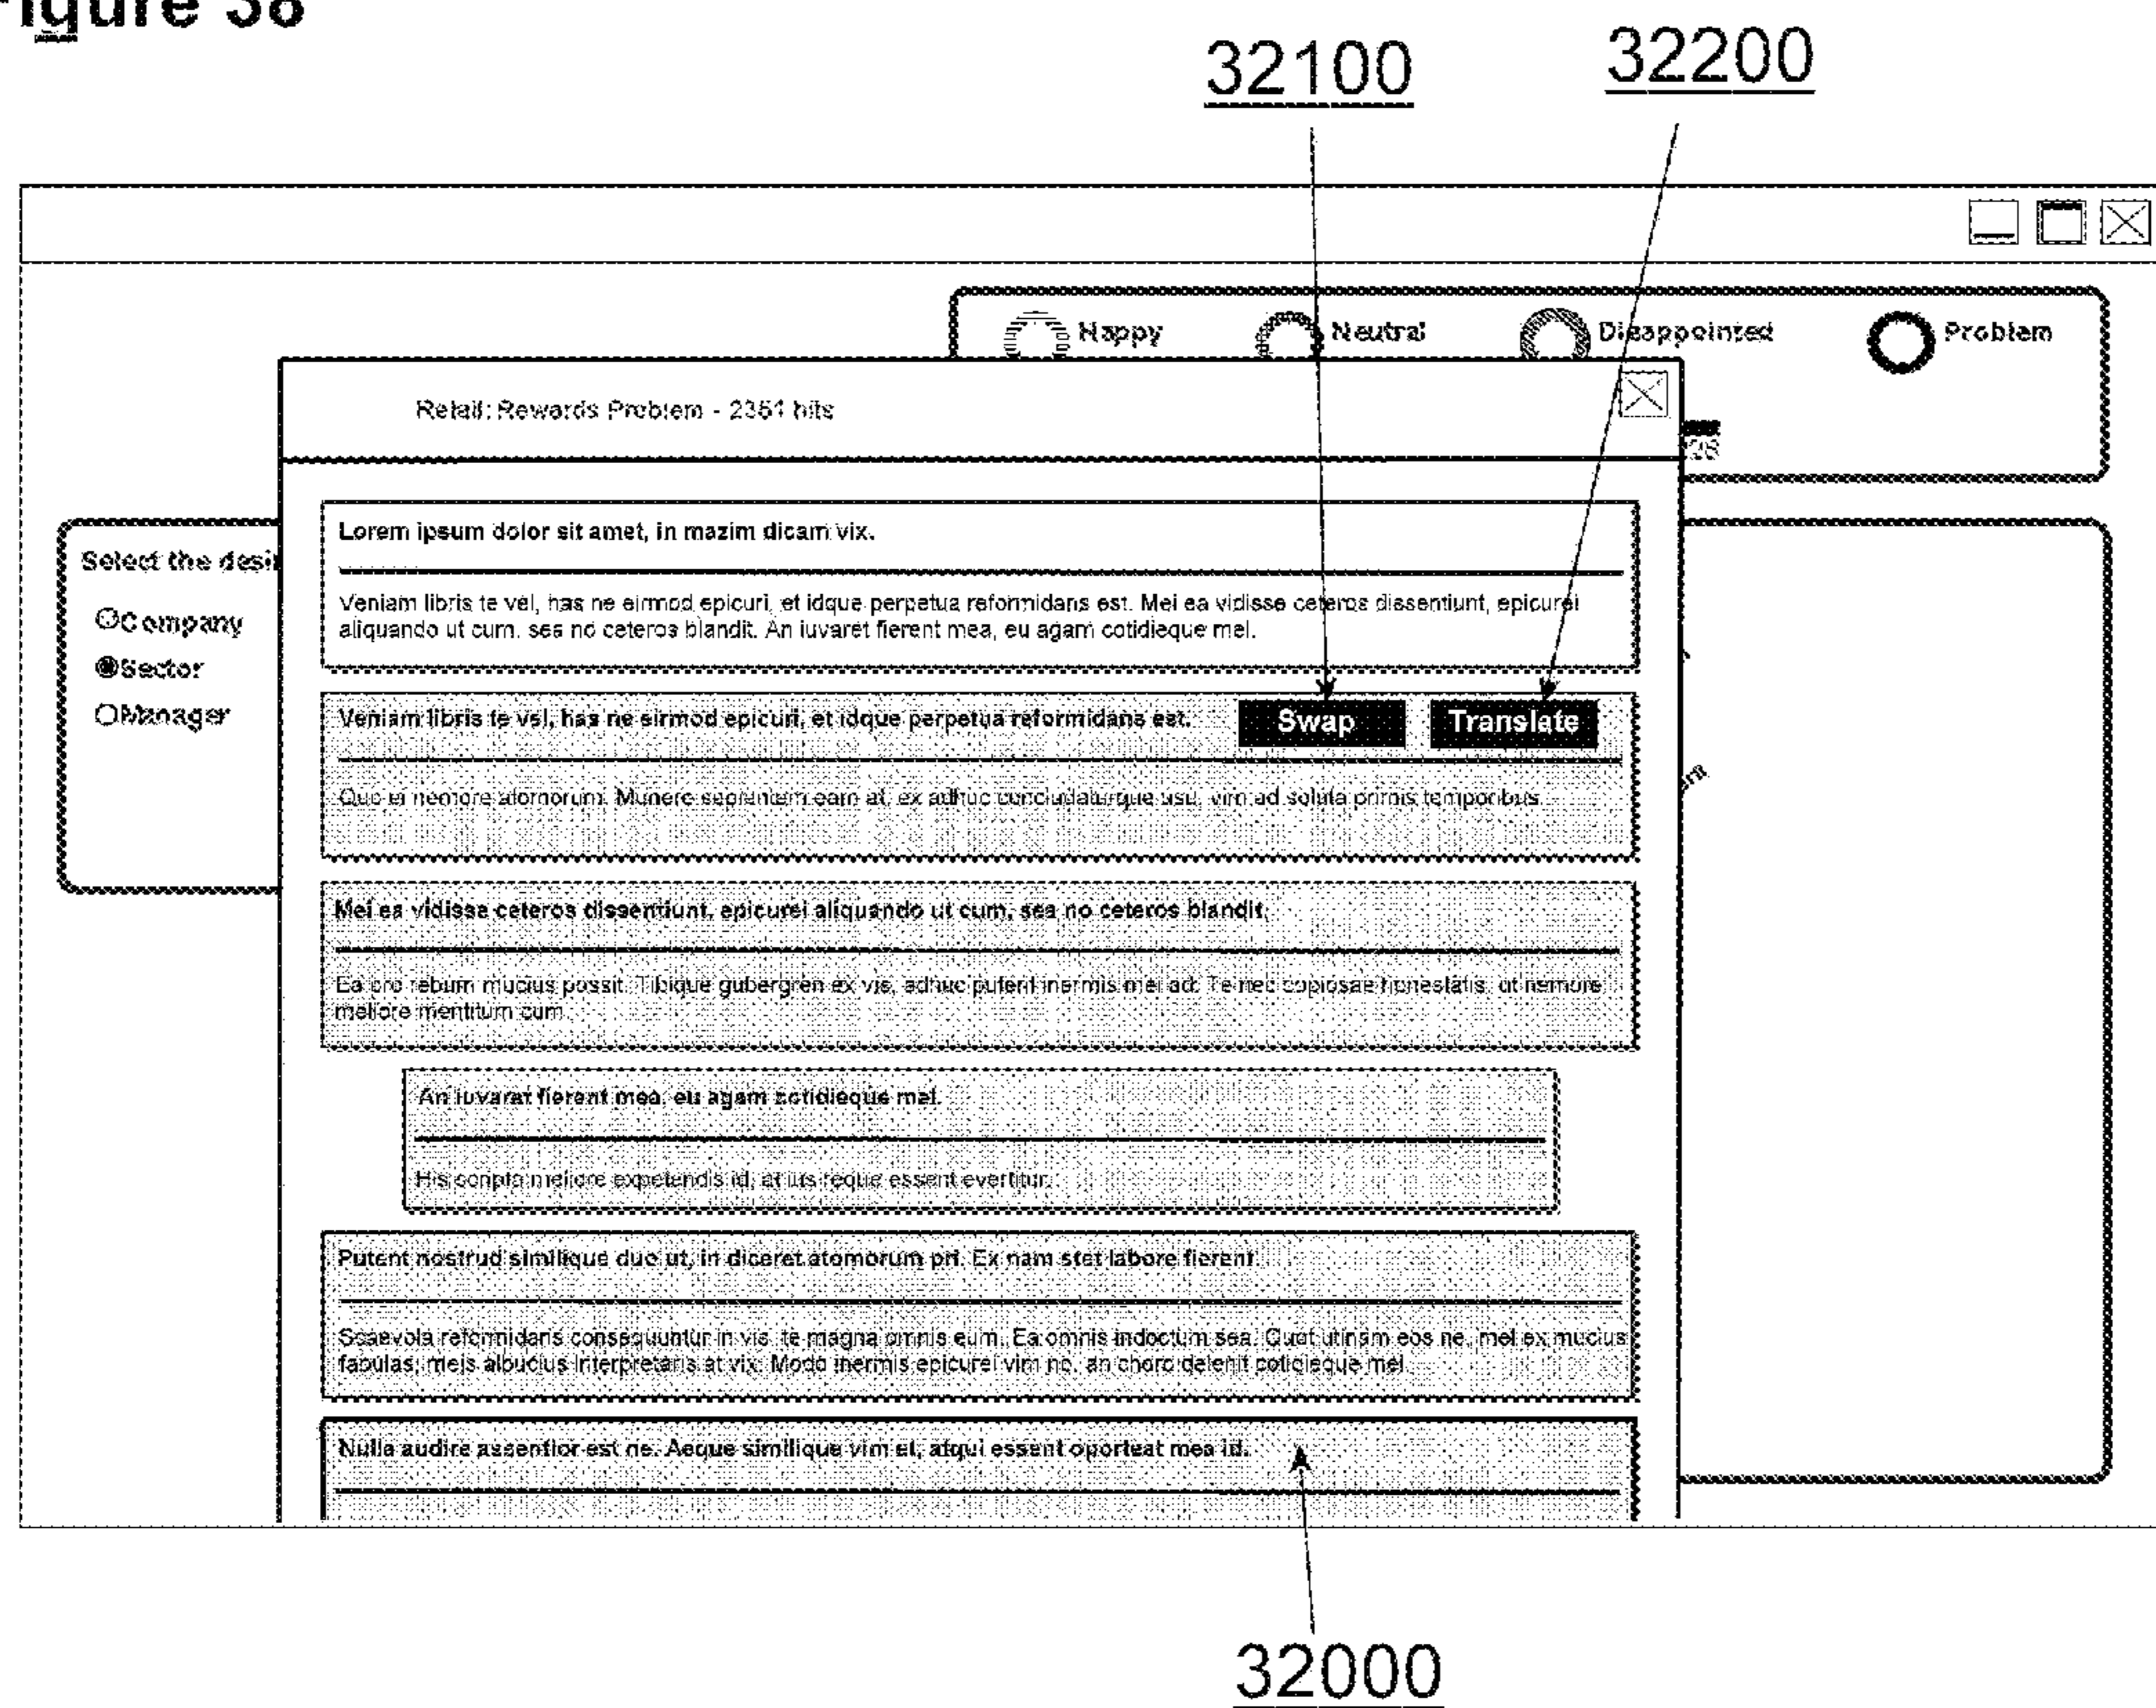 Figure 38
32100
32200
Happy
Neutral
Disappointed
Problem
Retail: Rewards Problem - 2361 hits
Select the desi
Company
Sector
Manager
Lorem ipsum dolor sit amet, in mazim dicam vix.
Veniam libris te vel, has ne eirmod epicuri, et idque perpetua reformidans est. Mei ea vidisse ceteros dissentiunt, epicurei
aliquando ut cum, sea no ceteros blandit. An iuvaret fierent mea, eu agam cotidieque mel.
Veniam libris te vel, has ne eirmod epicuri, et idque perpetua reformidans est.
Swap
Translate
Quo ei nemore atomorum. Munere sapientem eam at, ex adhuc concludaturque usu, vim ad soluta primis temporibus.
Mei ea vidisse ceteros dissentiunt, epicurei aliquando ut cum, sea no ceteros blandit.
Ea pro rebum mucius possit. Tibique gubergren ex vis, adhuc putent inermis mei ad. Te nec copiosae honestatis, ut nemore
meliore mentitum cum.
An iuvaret fierent mea, eu agam cotidieque mel.
His scripta meliore expetendis id, at ius reque essent evertitur.
Putent nostrud similique duo ut, in diceret atomorum pri. Ex nam stet labore fierent.
Scaevola reformidans consequuntur in vis, te magna omnis eum. Ea omnis indoctum sea. Quot utinam eos ne, mel ex mucius
fabulas, meis albucius interpretaris at vix. Modo inermis epicurei vim no, an choro delenit cotidieque mel.
Nulla audire assentior est ne. Aeque similique vim et, atqui essent oporteat mea id.
32000